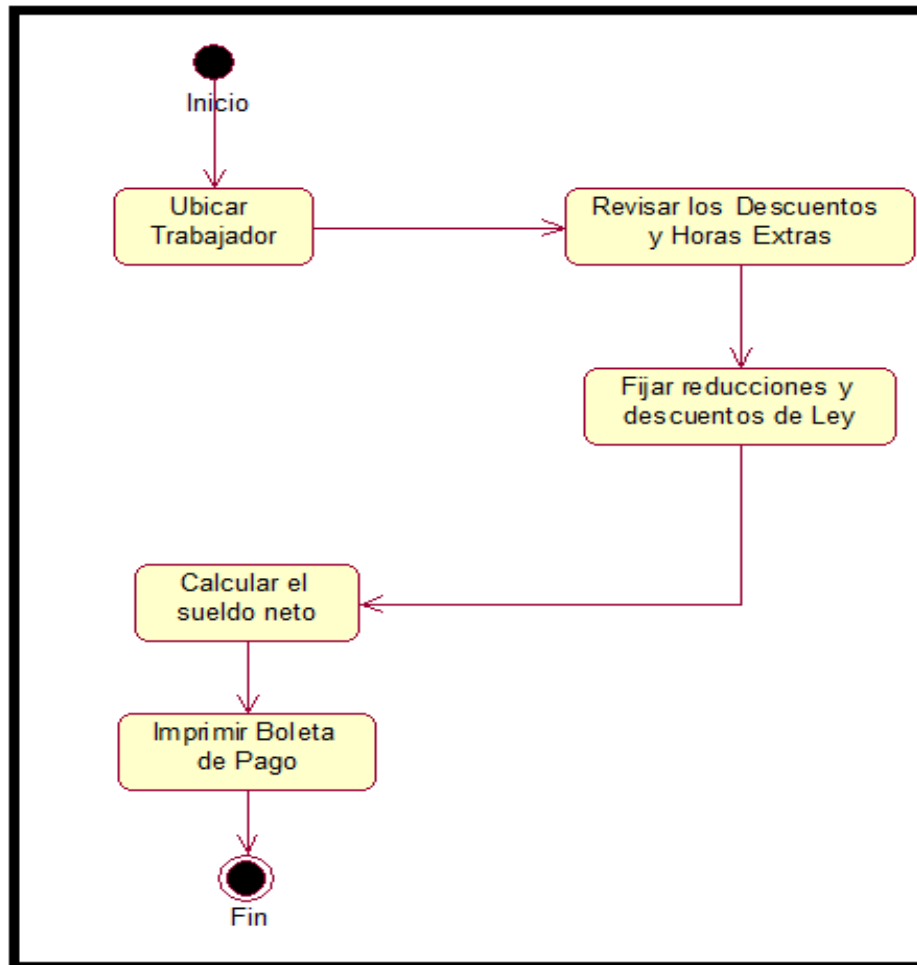 Inicio
Ubicar
Trabajador
Revisar los Descuentos
y Horas Extras
Fijar reducciones y
descuentos de Ley
Calcular el
sueldo neto
Imprimir Boleta
de Pago
Fin